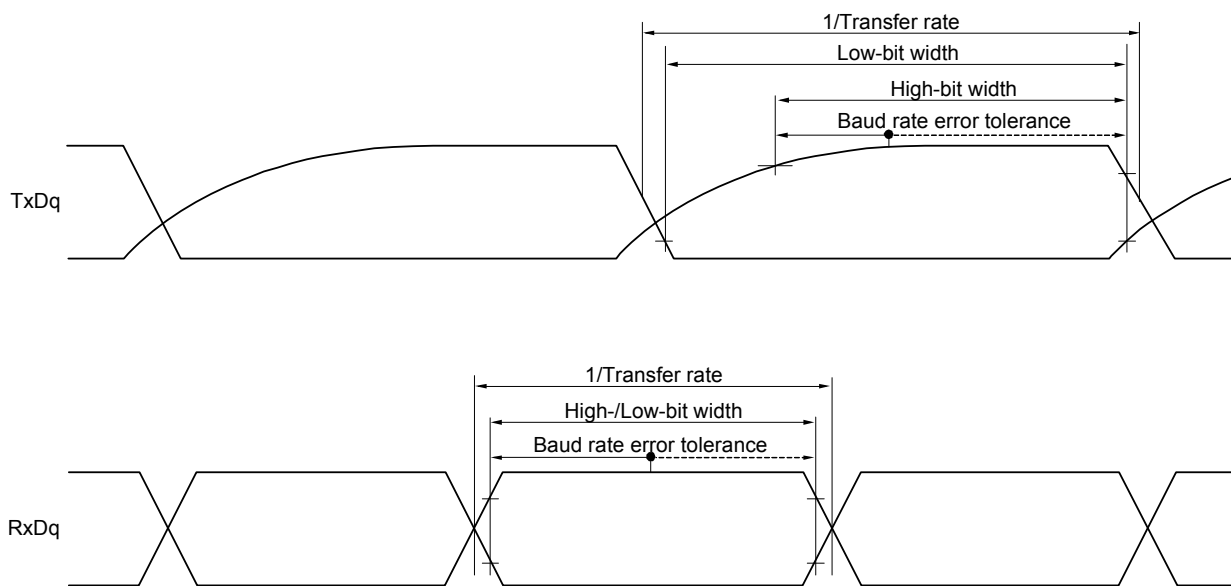 1/Transfer rate
Low-bit width
High-bit width
Baud rate error tolerance
TxDq
1/Transfer rate
High-/Low-bit width
Baud rate error tolerance
RxDq